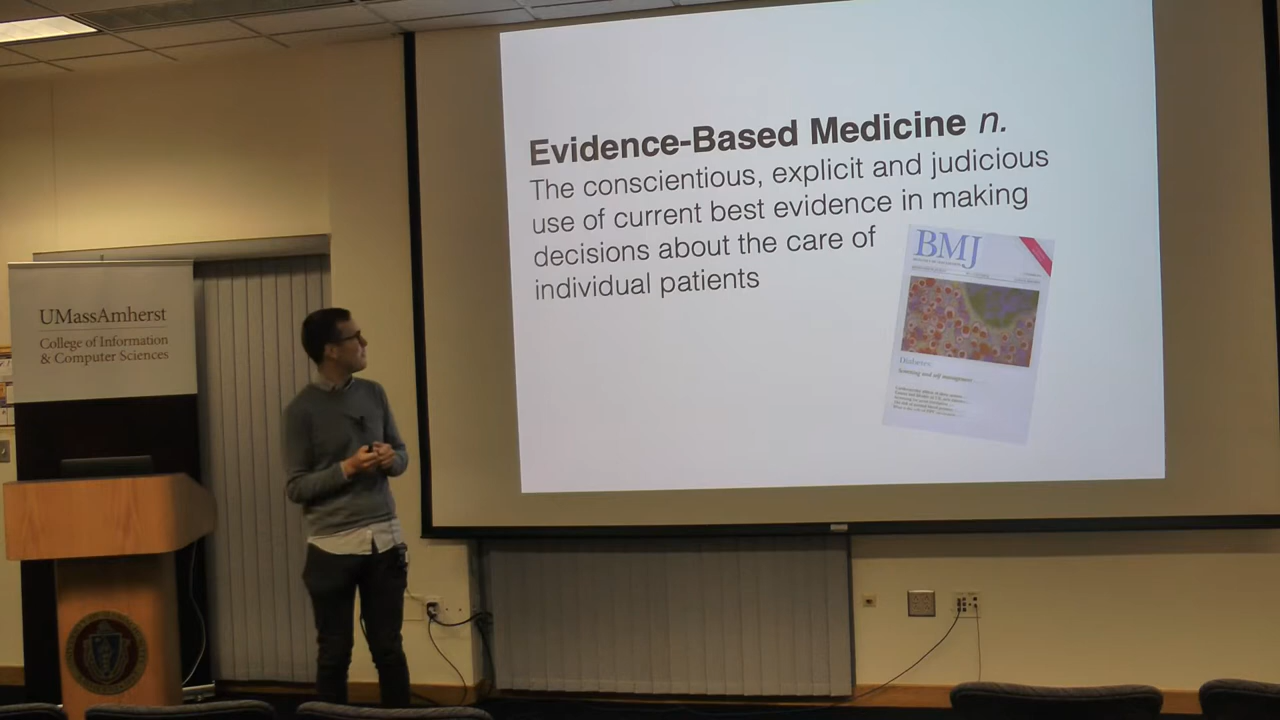 Evidence-Based Medicine n.
The conscientious, explicit and judicious
use of current best evidence in making
decisions about the care of
individual patients
BMJ
Diabetes
UMassAmherst
College of Information
& Computer Sciences